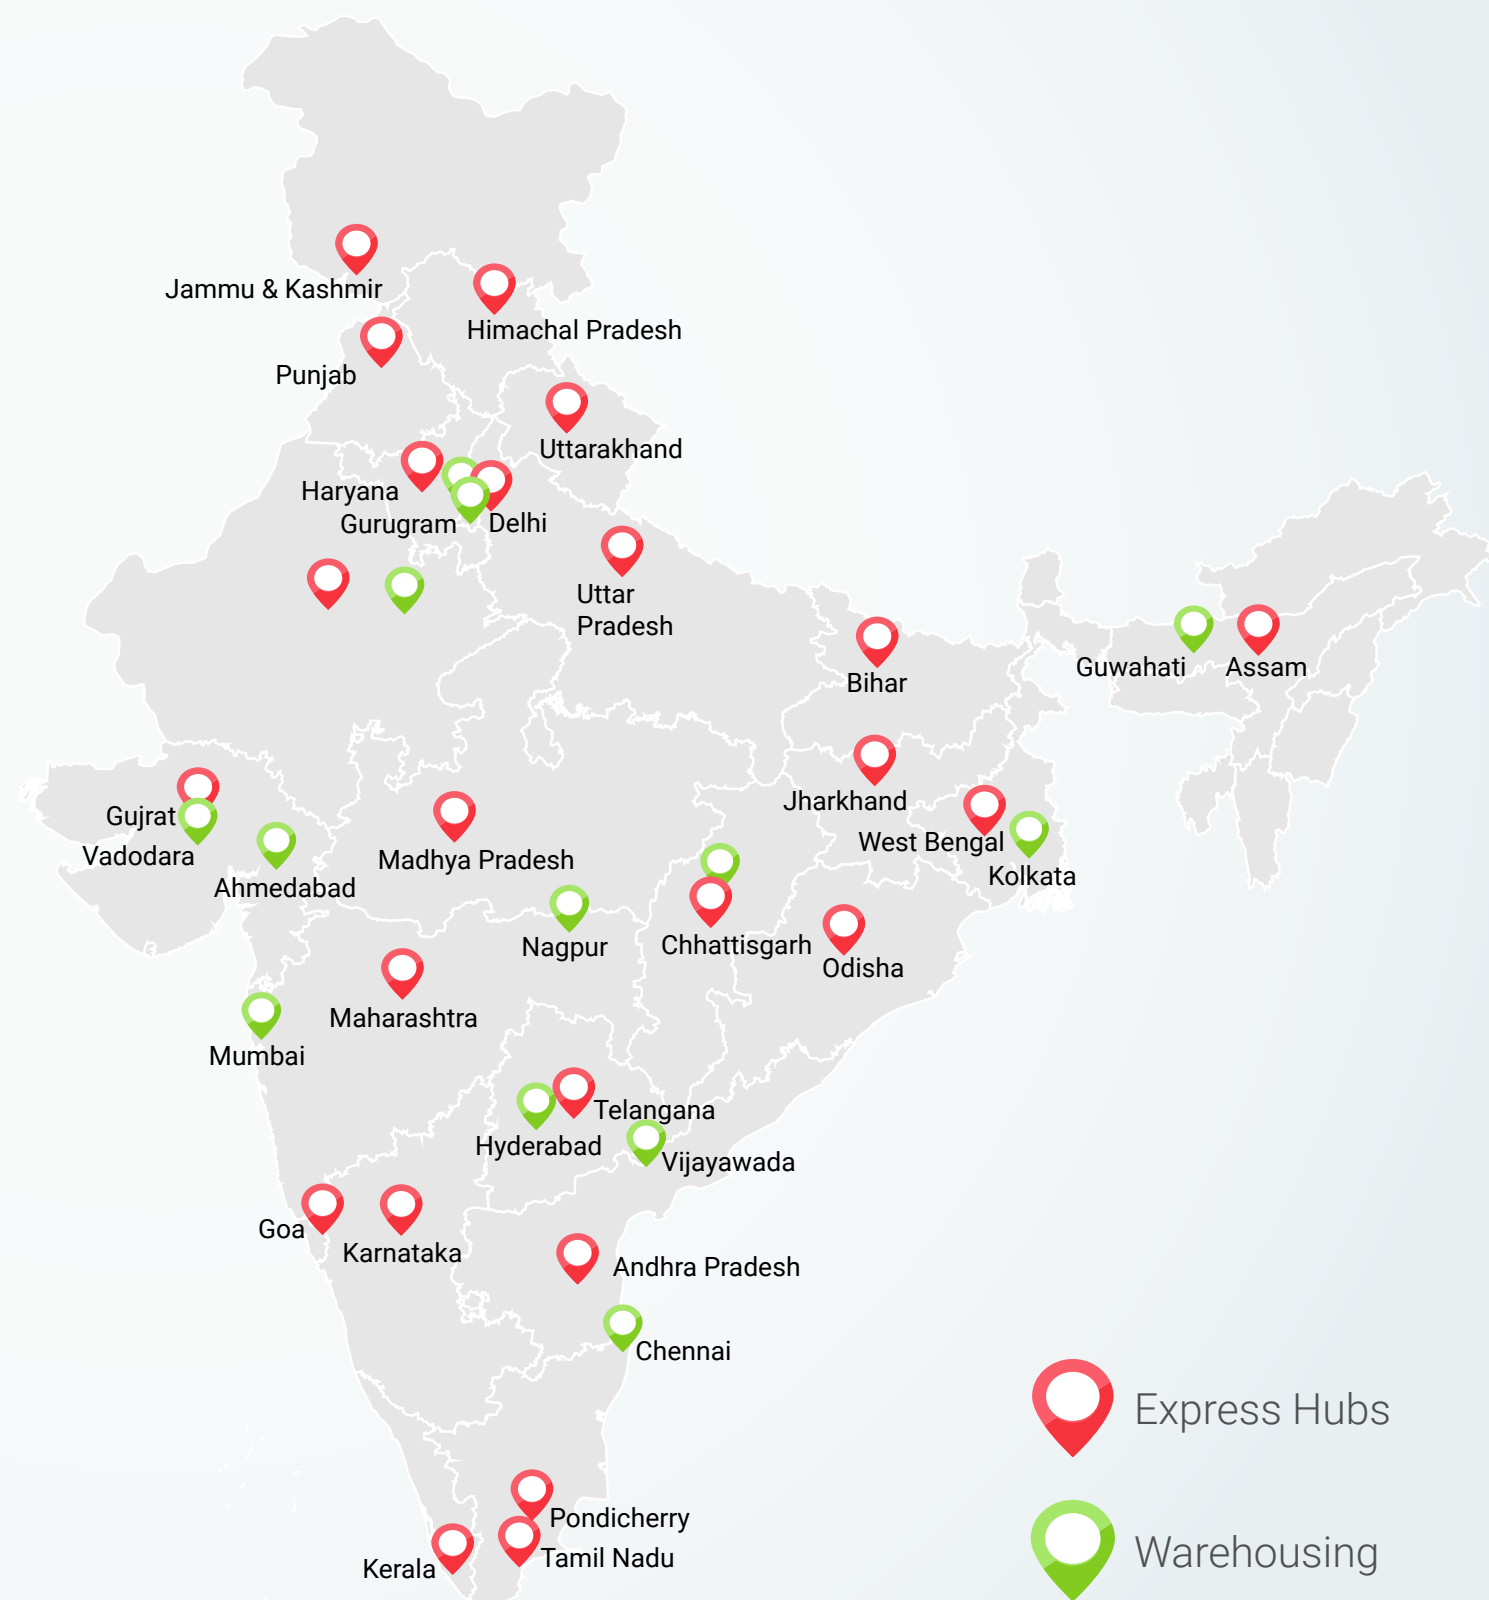 Jammu & Kashmir
Himachal Pradesh
Punjab
Uttarakhand
Haryana
Gurugram
Delhi
Uttar
Pradesh
Bihar
Guwahati
Assam
Jharkhand
Gujrat
West Bengal
Vadodara
Madhya Pradesh
Kolkata
Ahmedabad
Nagpur
Chhattisgarh
Odisha
Maharashtra
Mumbai
Telangana
Hyderabad
Vijayawada
Goa
Karnataka
Andhra Pradesh
Chennai
Express Hubs
Pondicherry
Warehousing
Tamil Nadu
Kerala